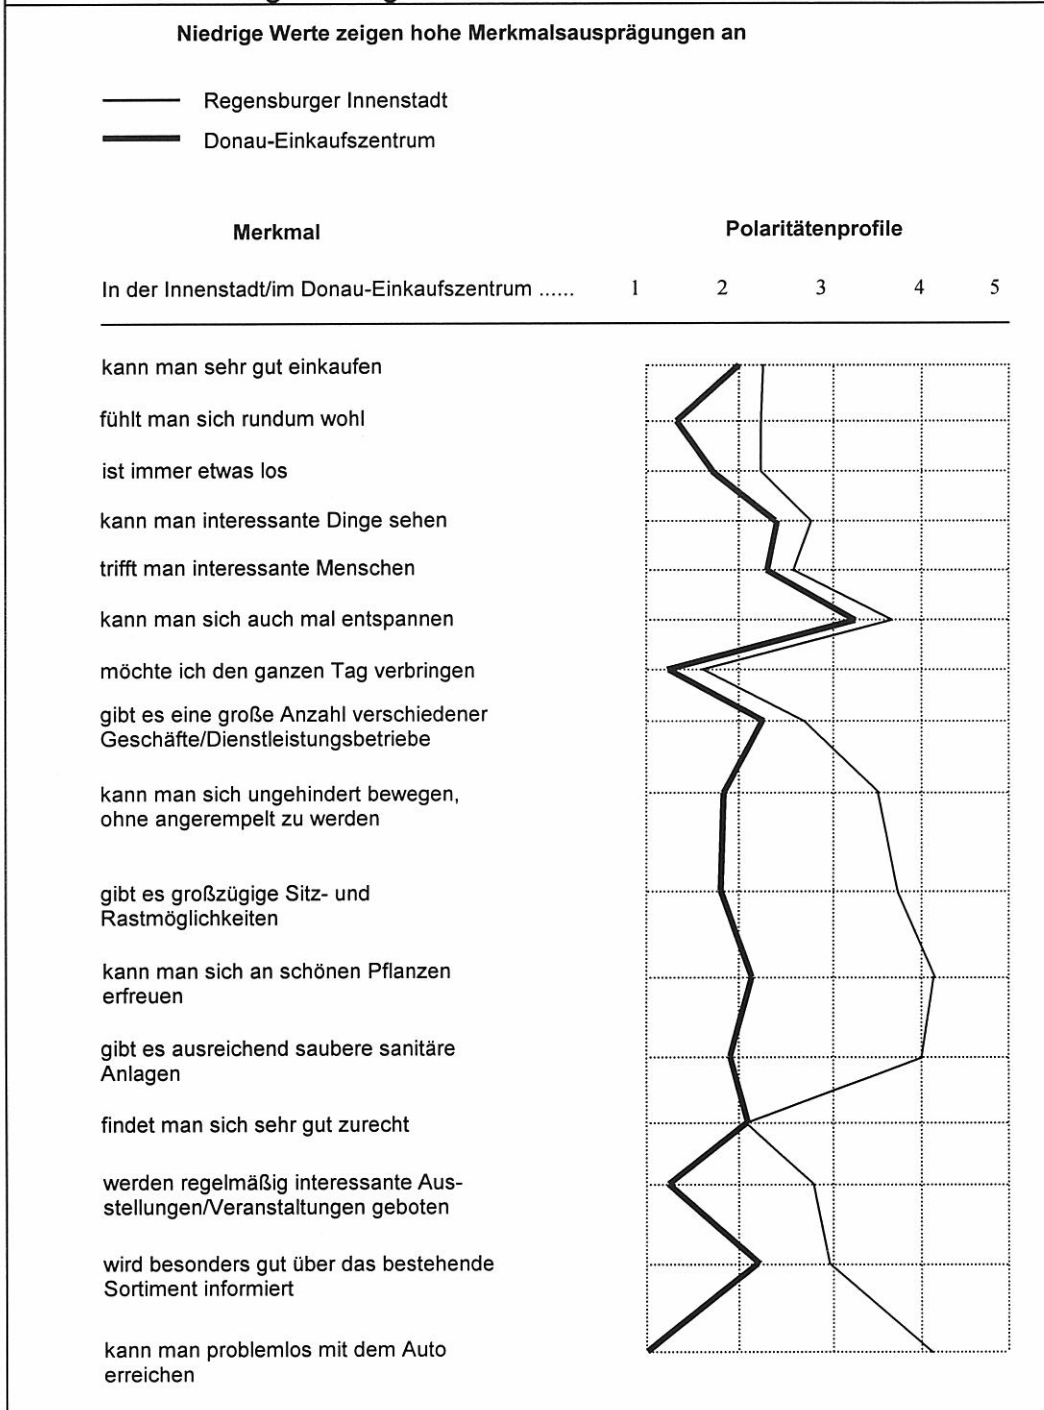 Niedrige Werte zeigen hohe Merkmalsausprägungen an
Regensburger Innenstadt
Donau-Einkaufszentrum
Merkmal
Polaritätenprofile
In der Innenstadt/im Donau-Einkaufszentrum ...... 1 2 3 4 5
kann man sehr gut einkaufen
fühlt man sich rundum wohl
ist immer etwas los
kann man interessante Dinge sehen
trifft man interessante Menschen
kann man sich auch mal entspannen
möchte ich den ganzen Tag verbringen
gibt es eine große Anzahl verschiedener
Geschäfte/Dienstleistungsbetriebe
kann man sich ungehindert bewegen,
ohne angerempelt zu werden
gibt es großzügige Sitz- und
Rastmöglichkeiten
kann man sich an schönen Pflanzen
erfreuen
gibt es ausreichend saubere sanitäre
Anlagen
findet man sich sehr gut zurecht
werden regelmäßig interessante Aus-
stellungen/Veranstaltungen geboten
wird besonders gut über das bestehende
Sortiment informiert
kann man problemlos mit dem Auto
erreichen